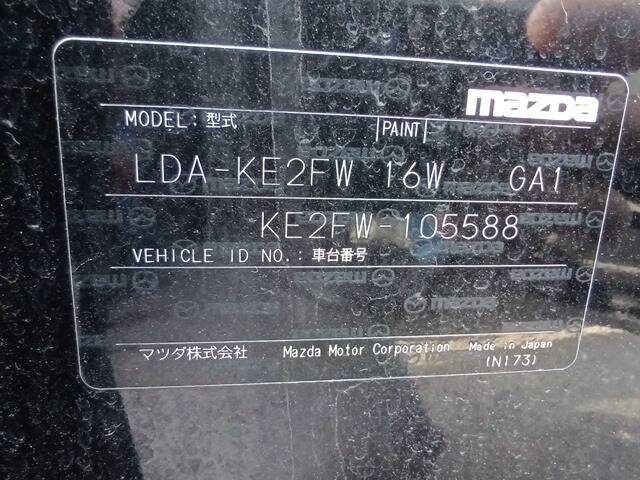 mazda
MODEL:型式 PAINT
LDA-KE2FW 16W GA1
KE2FW-105588
VEHICLE ID NO.:車台番号
マツダ株式会社 Mazda Motor Corporation Made in Japan
(N173)